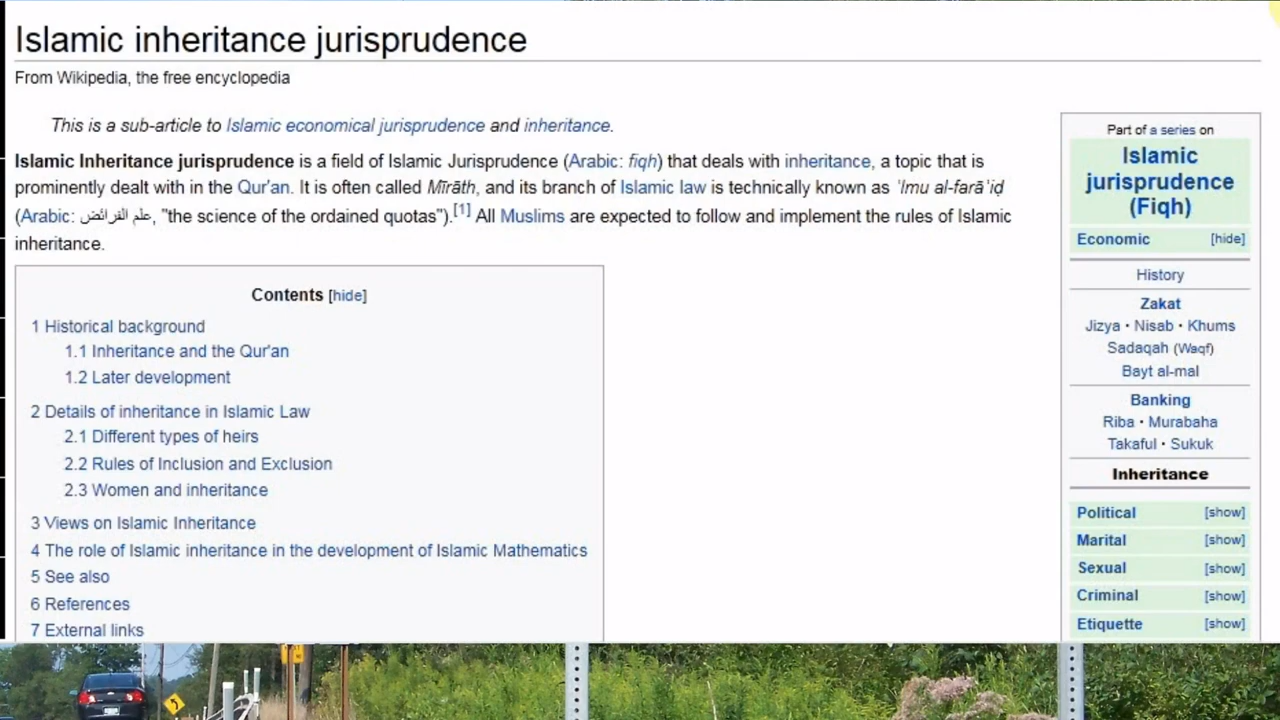 Islamic inheritance jurisprudence
From Wikipedia, the free encyclopedia
This is a sub-article to Islamic economical jurisprudence and inheritance.
Islamic Inheritance jurisprudence is a field of Islamic Jurisprudence (Arabic: fiqh) that deals with inheritance, a topic that is
prominently dealt with in the Qur'an. It is often called Mīrāth, and its branch of Islamic law is technically known as ʿIlmu al-farāʾiḍ
(Arabic: علم الفرائض, "the science of the ordained quotas").[1] All Muslims are expected to follow and implement the rules of Islamic
inheritance.
Contents [hide]
1 Historical background
1.1 Inheritance and the Qur'an
1.2 Later development
2 Details of inheritance in Islamic Law
2.1 Different types of heirs
2.2 Rules of Inclusion and Exclusion
2.3 Women and inheritance
3 Views on Islamic Inheritance
4 The role of Islamic inheritance in the development of Islamic Mathematics
5 See also
6 References
7 External links
Part of a series on
Islamic
jurisprudence
(Fiqh)
Economic [hide]
History
Zakat
Jizya · Nisab · Khums
Sadaqah (Waqf)
Bayt al-mal
Banking
Riba · Murabaha
Takaful · Sukuk
Inheritance
Political [show]
Marital [show]
Sexual [show]
Criminal [show]
Etiquette [show]